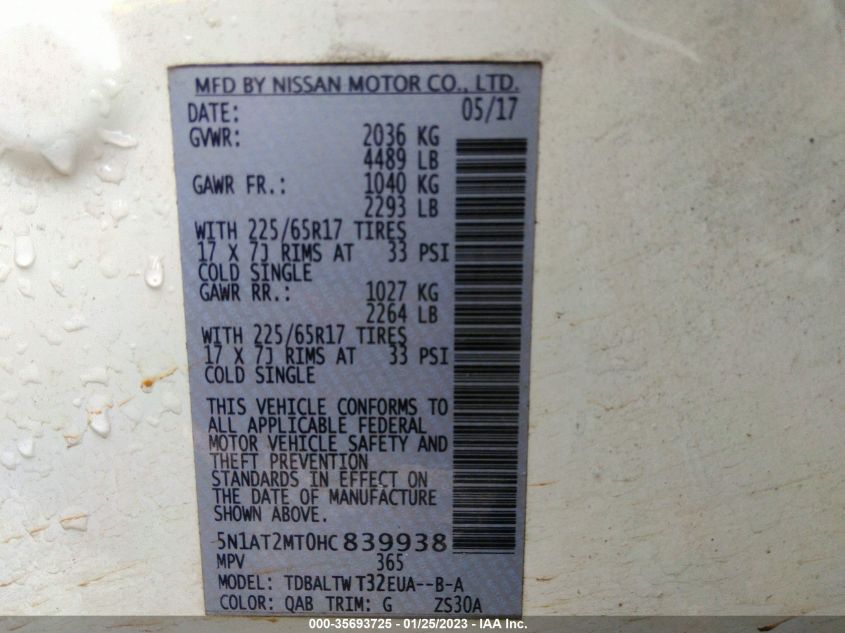 MFD BY NISSAN MOTOR CO., LTD.
DATE: 05/17
GVWR: 2036 KG
4489 LB
GAWR FR.: 1040 KG
2293 LB
WITH 225/65R17 TIRES
17 X 7J RIMS AT 33 PSI
COLD SINGLE
GAWR RR.: 1027 KG
2264 LB
WITH 225/65R17 TIRES
17 X 7J RIMS AT 33 PSI
COLD SINGLE
THIS VEHICLE CONFORMS TO
ALL APPLICABLE FEDERAL
MOTOR VEHICLE SAFETY AND
THEFT PREVENTION
STANDARDS IN EFFECT ON
THE DATE OF MANUFACTURE
SHOWN ABOVE.
5N1AT2MT0HC839938
MPV 365
MODEL: TDBALTWT32EUA--B-A
COLOR: QAB TRIM: G ZS30A
000-35693725 - 01/25/2023 - IAA Inc.